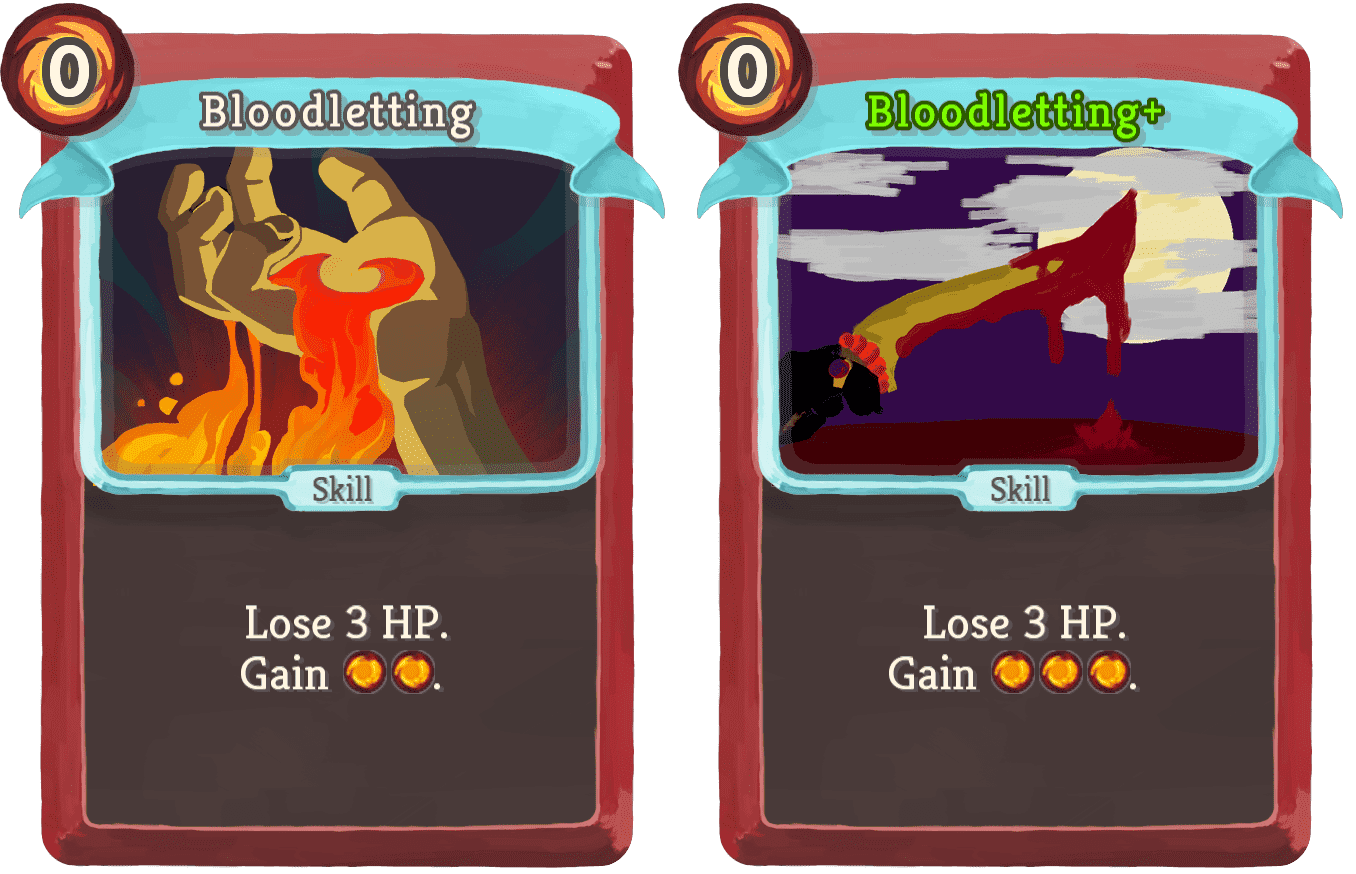 0
Bloodletting
Skill
Lose 3 HP.
Gain .
0
Bloodletting+
Skill
Lose 3 HP.
Gain .